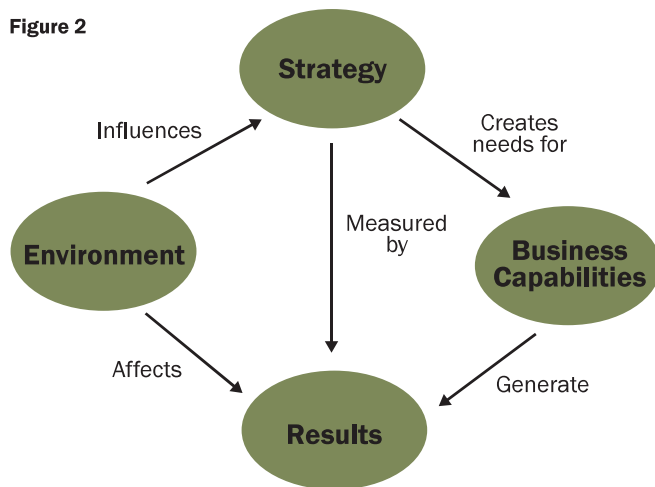 Figure 2
Strategy
Influences
Creates
needs for
Measured
by
Environment
Business
Capabilities
Affects
Generate
Results